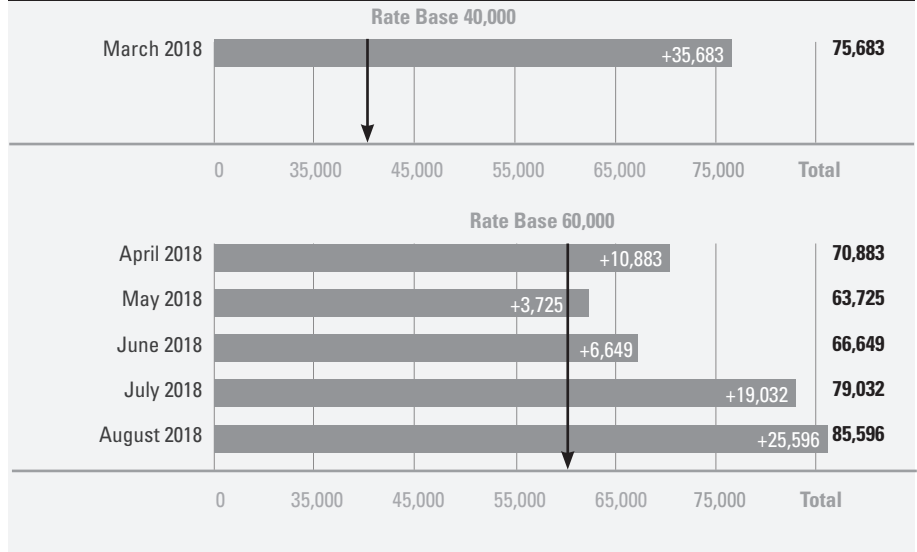 Rate Base 40,000
March 2018 +35,683 75,683
0 35,000 45,000 55,000 65,000 75,000 Total
Rate Base 60,000
April 2018 +10,883 70,883
May 2018 +3,725 63,725
June 2018 +6,649 66,649
July 2018 +19,032 79,032
August 2018 +25,596 85,596
0 35,000 45,000 55,000 65,000 75,000 Total